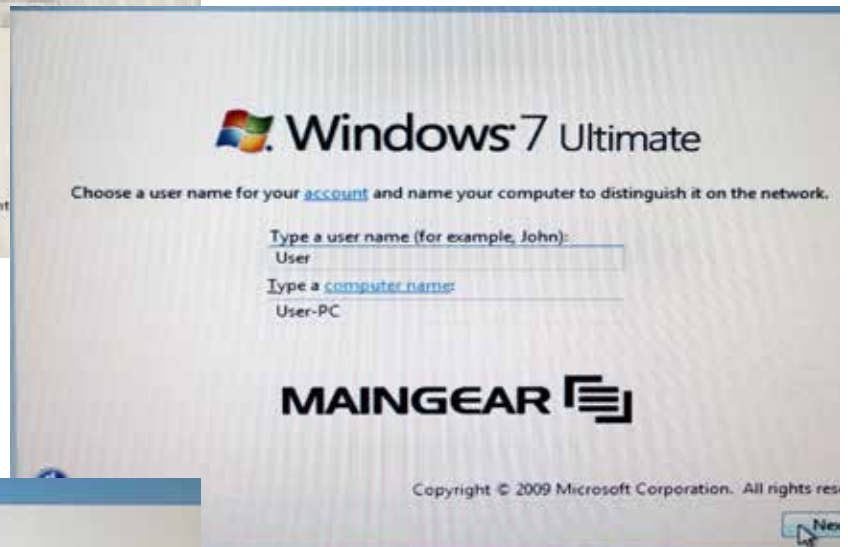 Windows 7 Ultimate
Choose a user name for your account and name your computer to distinguish it on the network.
Type a user name (for example, John):
User
Type a computer name:
User-PC
MAINGEAR
Copyright © 2009 Microsoft Corporation. All rights